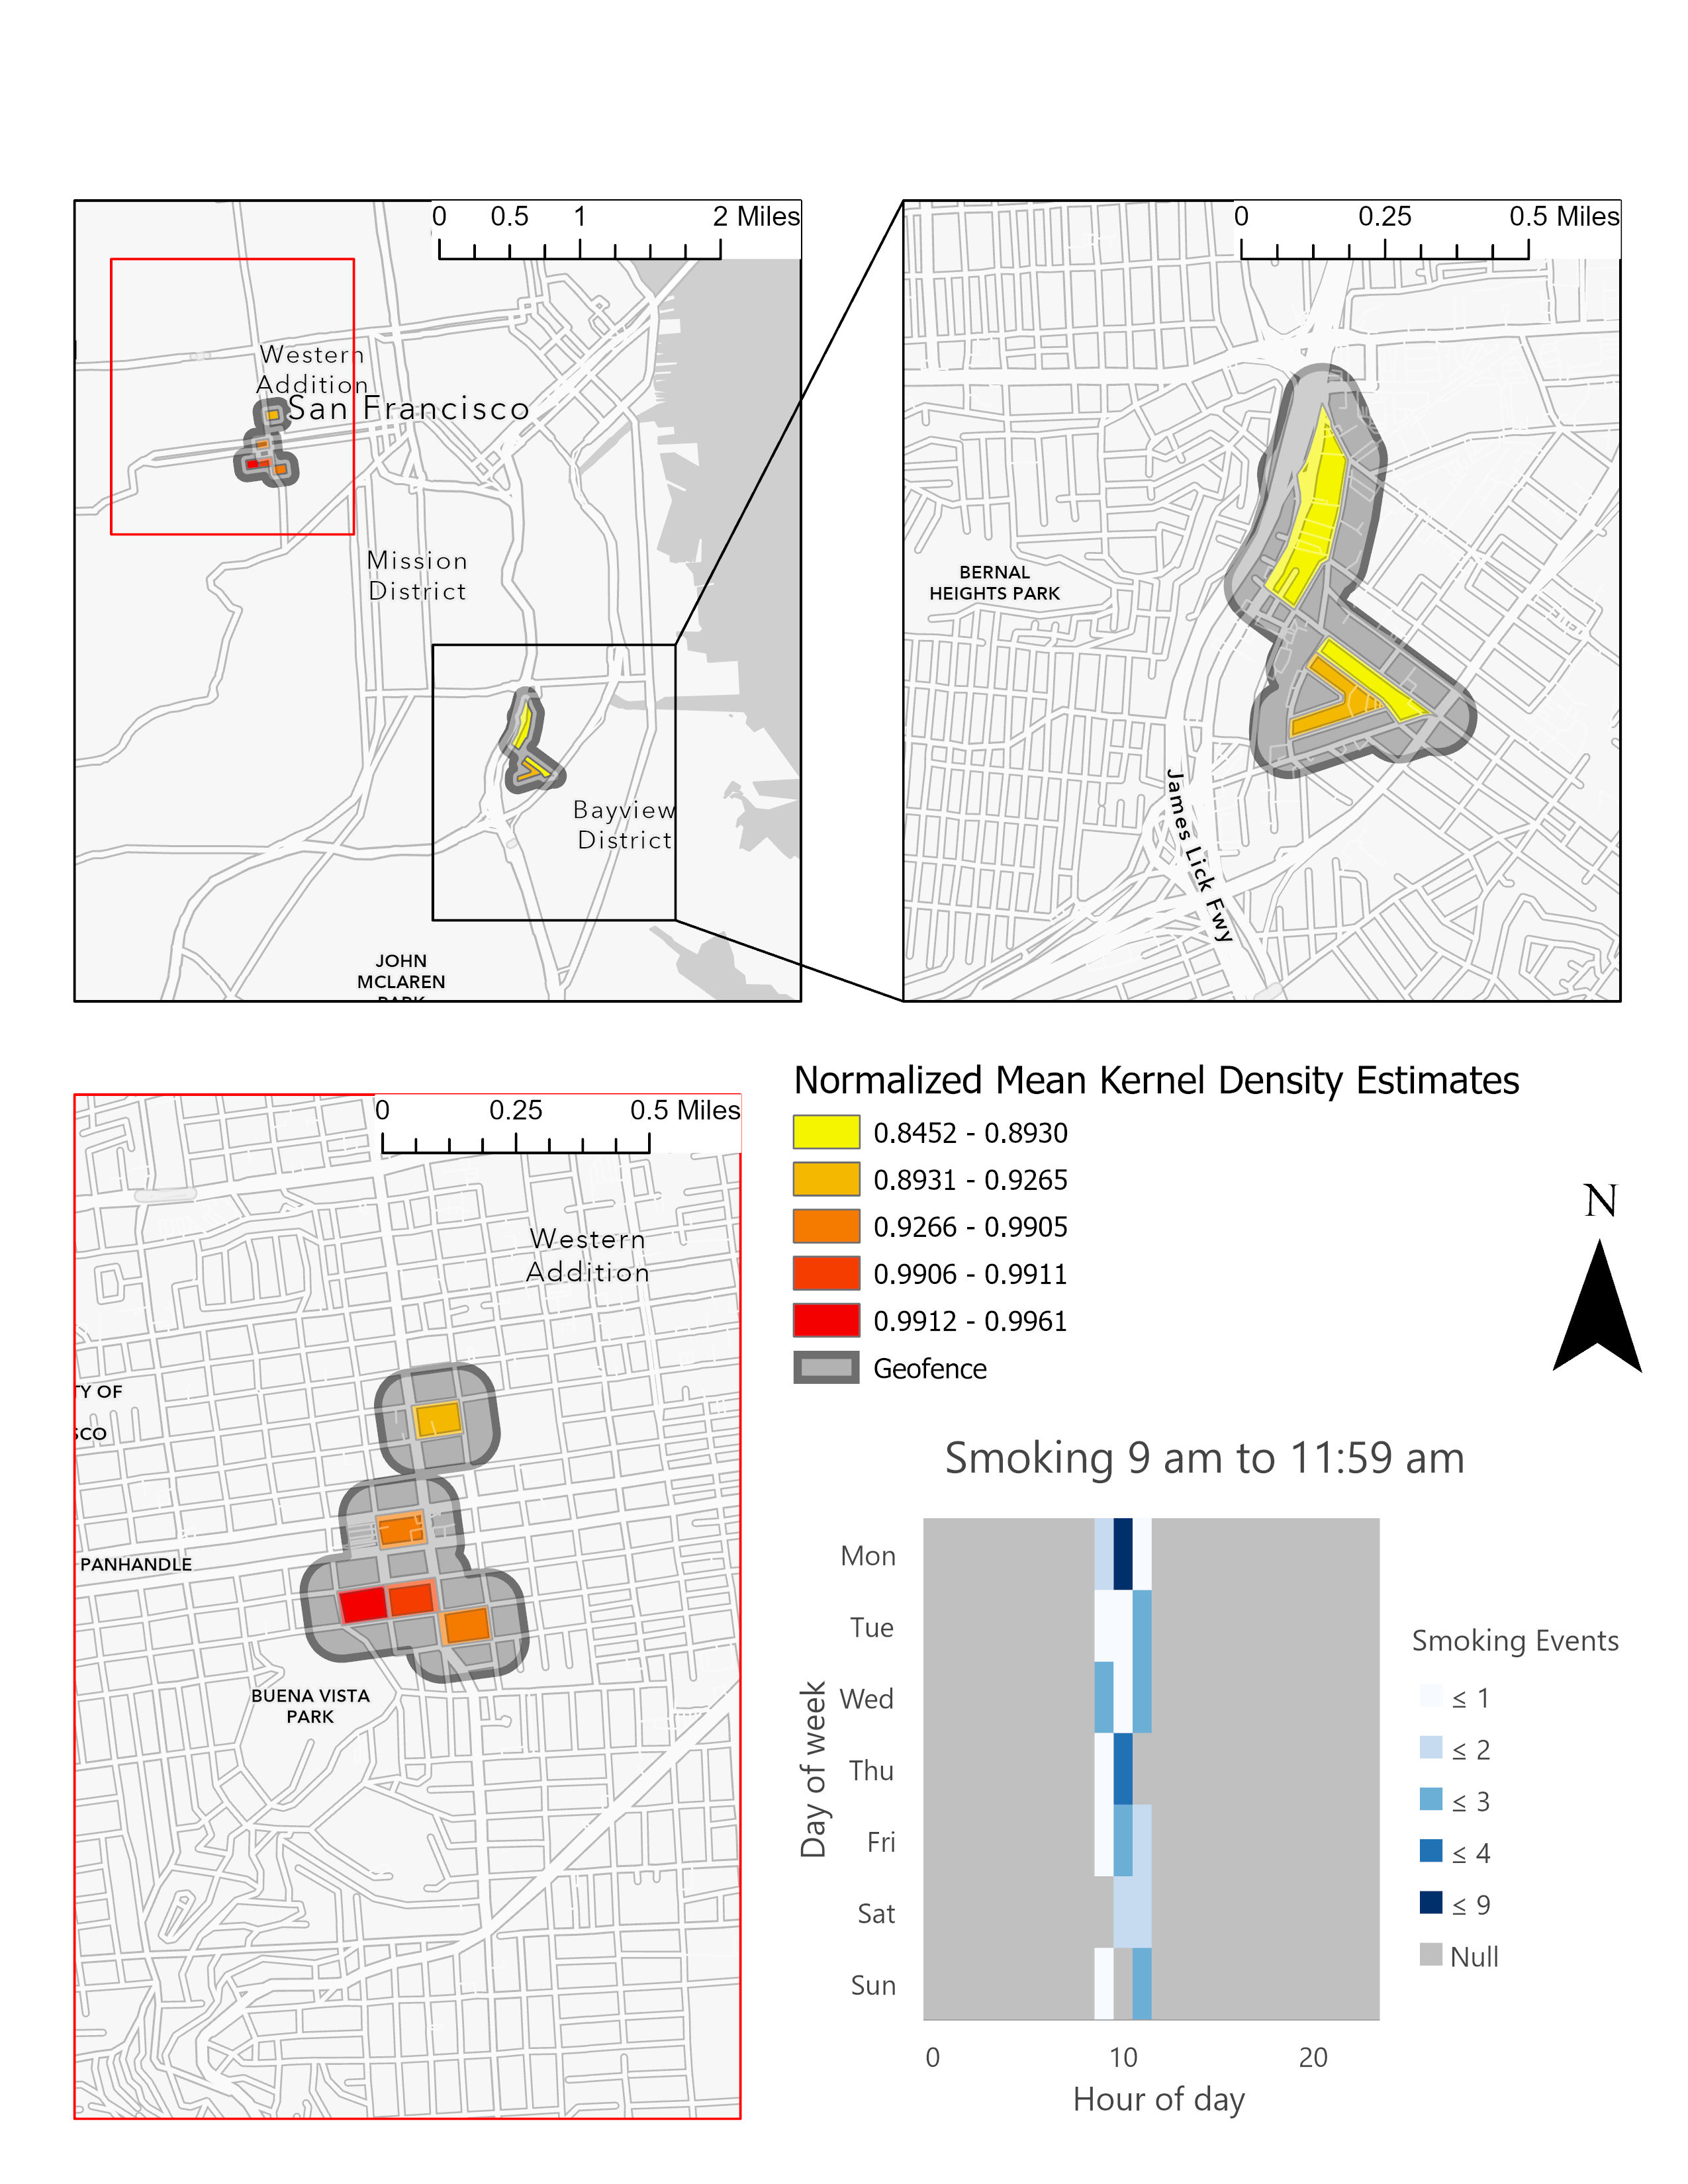 0 0.5 1 2 Miles
Western
Addition
San Francisco
Mission
District
Bayview
District
JOHN
MCLAREN
PARK
0 0.25 0.5 Miles
BERNAL
HEIGHTS PARK
James Lick Fwy
0 0.25 0.5 Miles
Western
Addition
TY OF
SCO
PANHANDLE
BUENA VISTA
PARK
Normalized Mean Kernel Density Estimates
0.8452 - 0.8930
0.8931 - 0.9265
0.9266 - 0.9905
0.9906 - 0.9911
0.9912 - 0.9961
Geofence
N
Smoking 9 am to 11:59 am
Day of week
Mon
Tue
Wed
Thu
Fri
Sat
Sun
0 10 20
Hour of day
Smoking Events
≤ 1
≤ 2
≤ 3
≤ 4
≤ 9
Null